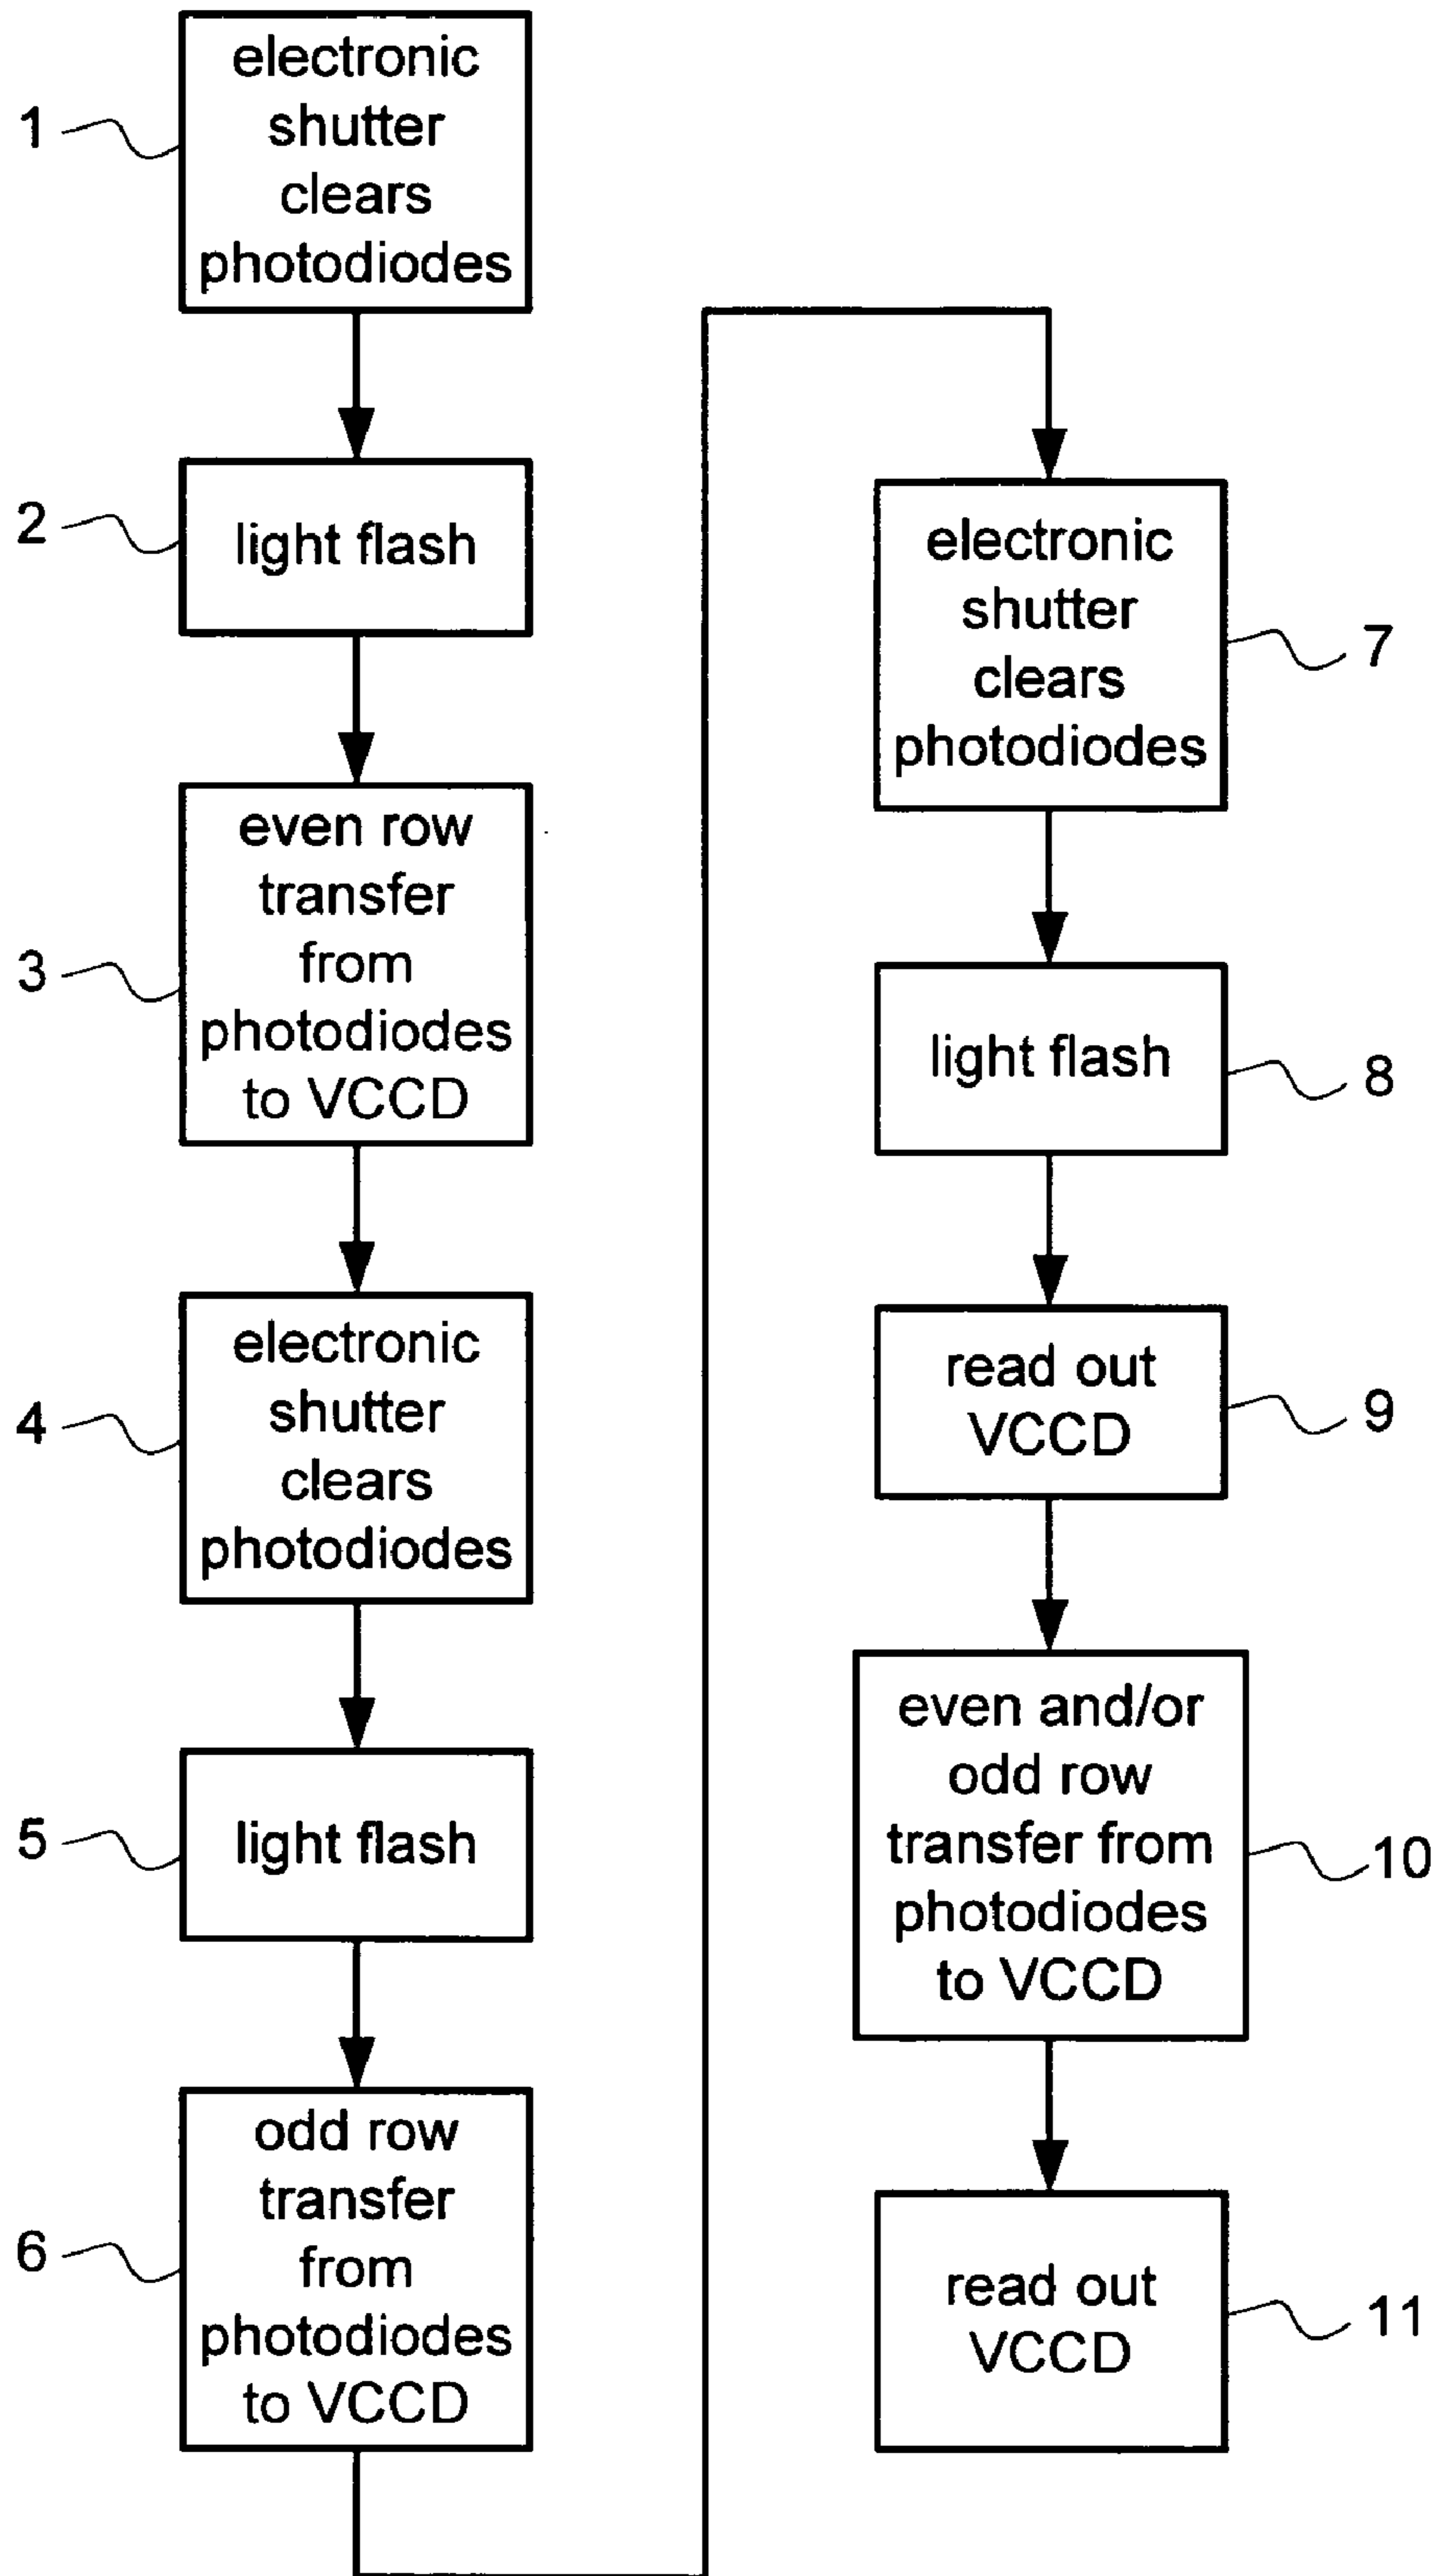 1
electronic
shutter
clears
photodiodes
2
light flash
3
even row
transfer
from
photodiodes
to VCCD
4
electronic
shutter
clears
photodiodes
5
light flash
6
odd row
transfer
from
photodiodes
to VCCD
electronic
shutter
clears
photodiodes
7
light flash
8
read out
VCCD
9
even and/or
odd row
transfer from
photodiodes
to VCCD
10
read out
VCCD
11